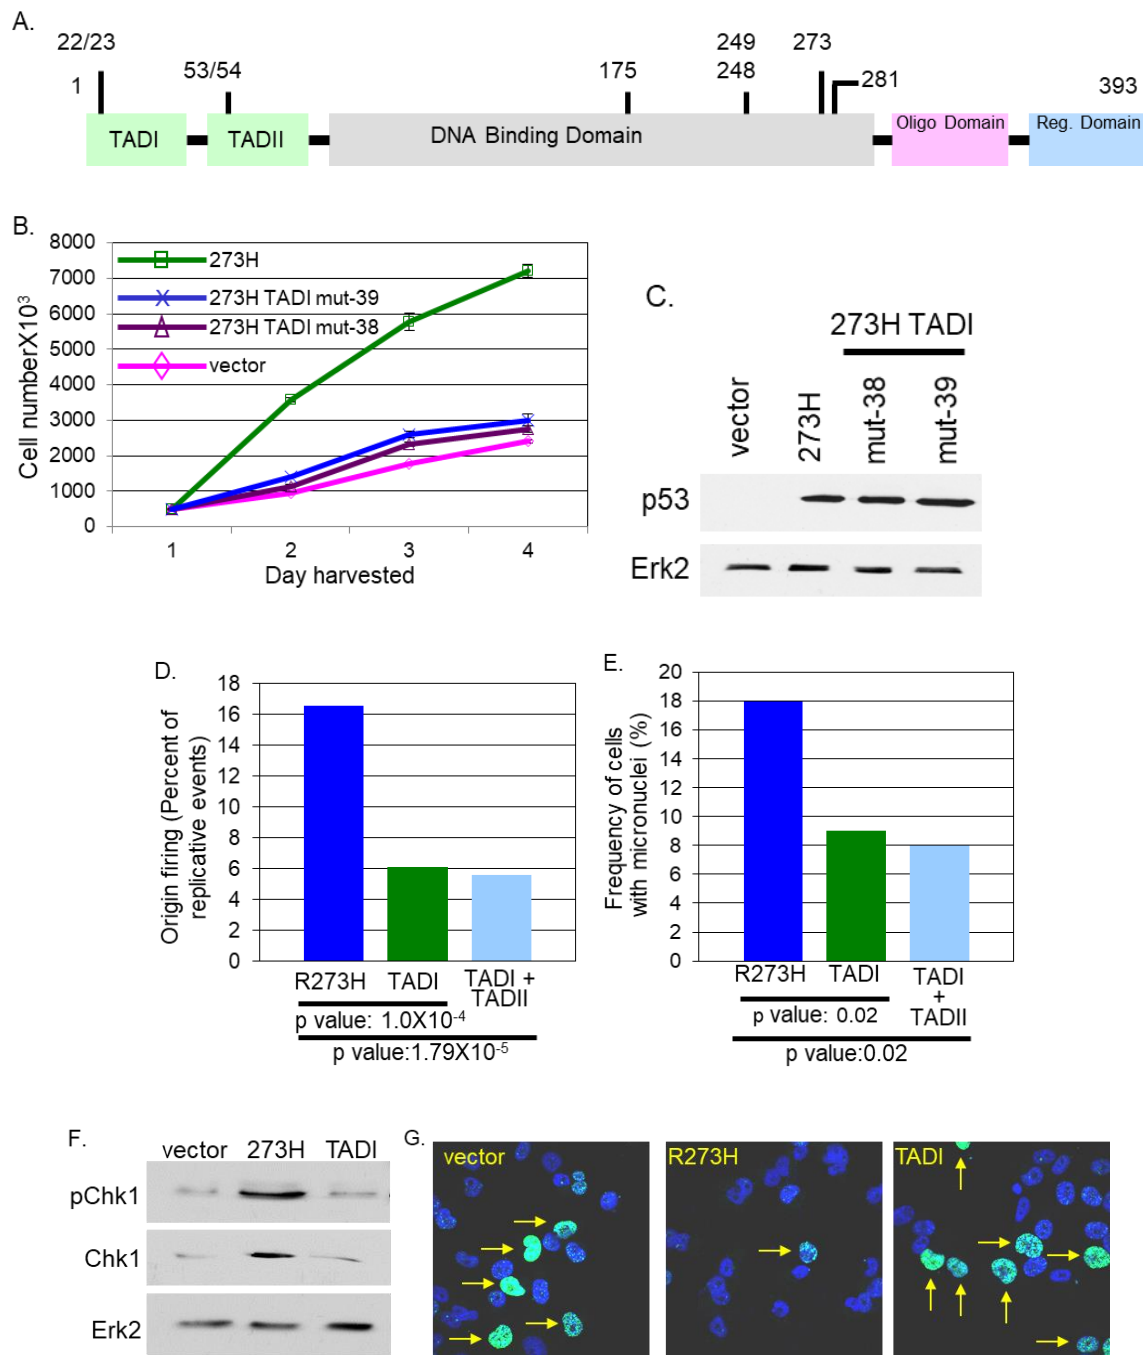 A.
22/23
1
53/54
175
249
248
273
281
393
TADI
TADII
DNA Binding Domain
Oligo Domain
Reg. Domain
B.
8000
7000
6000
5000
4000
3000
2000
1000
0
Cell numberX10³
273H
273H TADI mut-39
273H TADI mut-38
vector
1
2
3
4
Day harvested
C.
273H TADI
vector
273H
mut-38
mut-39
p53
Erk2
D.
18
16
14
12
10
8
6
4
2
0
Origin firing (Percent of
replicative events)
R273H
TADI
TADI +
TADII
p value: 1.0X10⁻⁴
p value:1.79X10⁻⁵
E.
20
18
16
14
12
10
8
6
4
2
0
Frequency of cells
with micronuclei (%)
R273H
TADI
TADI
+
TADII
p value: 0.02
p value:0.02
F.
vector
273H
TADI
pChk1
Chk1
Erk2
G.
vector
R273H
TADI